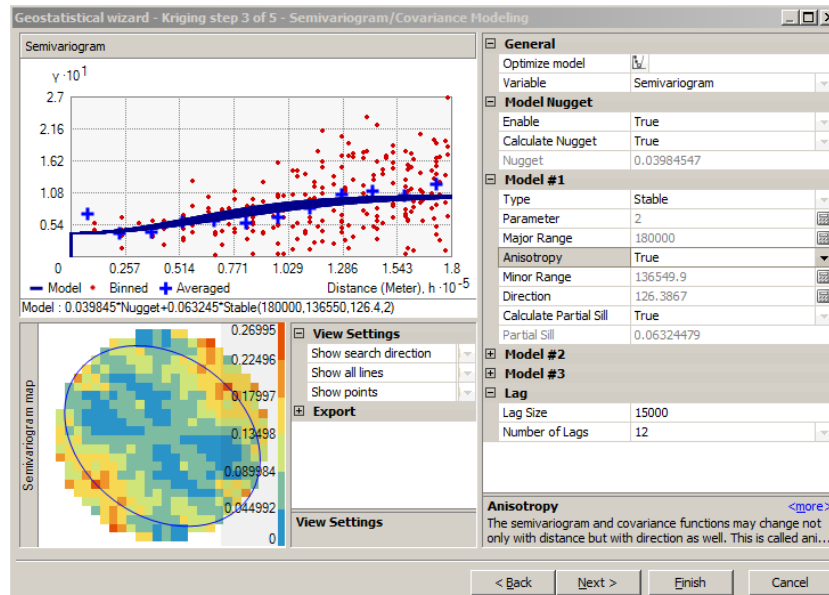 Geostatistical wizard - Kriging step 3 of 5 - Semivariogram/Covariance Modeling
Semivariogram
γ ·10¹
2.7
2.16
1.62
1.08
0.54
0 0.257 0.514 0.771 1.029 1.286 1.543 1.8
Model Binned Averaged Distance (Meter), h ·10⁻⁵
Model : 0.039845*Nugget+0.063245*Stable(180000,136550,126.4,2)
Semivariogram map
0.26995
0.22496
0.17997
0.13498
0.089984
0.044992
0
View Settings
Show search direction
Show all lines
Show points
Export
View Settings
General
Optimize model
Variable Semivariogram
Model Nugget
Enable True
Calculate Nugget True
Nugget 0.03984547
Model #1
Type Stable
Parameter 2
Major Range 180000
Anisotropy True
Minor Range 136549.9
Direction 126.3867
Calculate Partial Sill True
Partial Sill 0.06324479
Model #2
Model #3
Lag
Lag Size 15000
Number of Lags 12
Anisotropy <more>
The semivariogram and covariance functions may change not
only with distance but with direction as well. This is called ani...
< Back Next > Finish Cancel